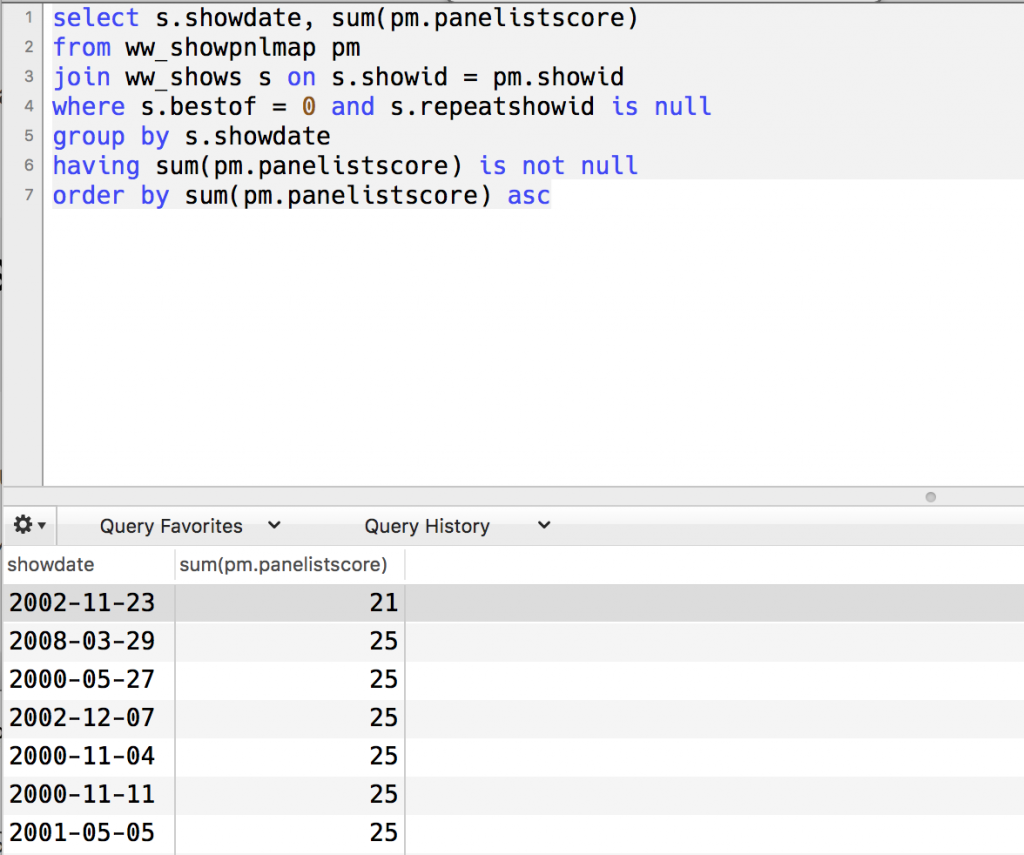 1 select s.showdate, sum(pm.panelistscore)
2 from ww_showpnlmap pm
3 join ww_shows s on s.showid = pm.showid
4 where s.bestof = 0 and s.repeatshowid is null
5 group by s.showdate
6 having sum(pm.panelistscore) is not null
7 order by sum(pm.panelistscore) asc
Query Favorites Query History
showdate sum(pm.panelistscore)
2002-11-23 21
2008-03-29 25
2000-05-27 25
2002-12-07 25
2000-11-04 25
2000-11-11 25
2001-05-05 25